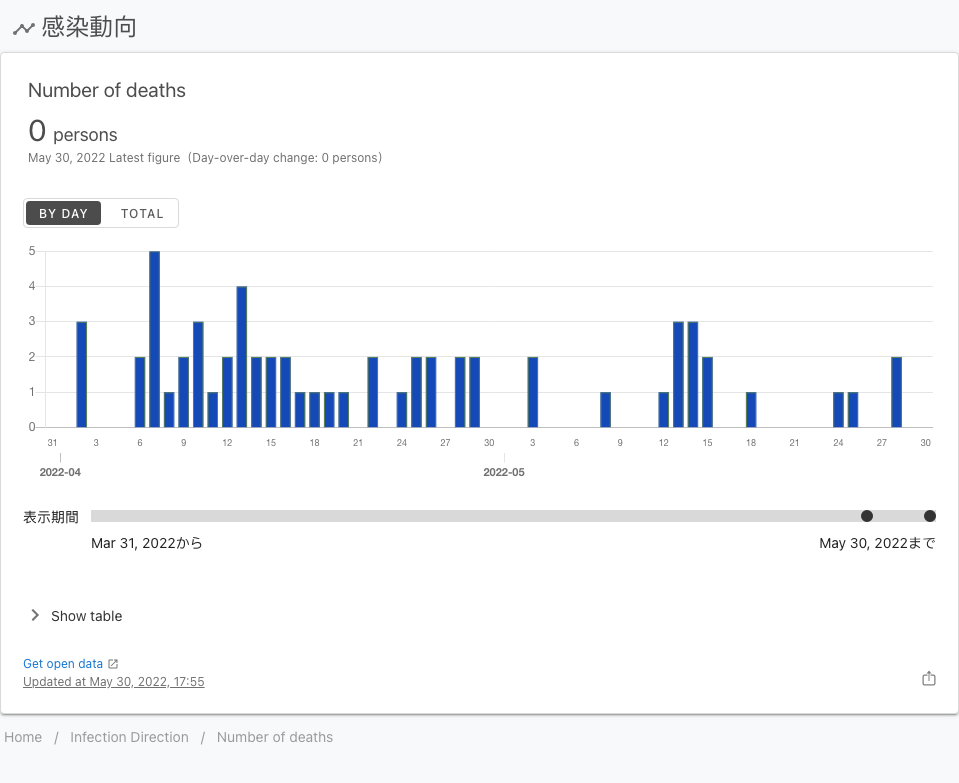 感染動向
Number of deaths
0 persons
May 30, 2022 Latest figure (Day-over-day change: 0 persons)
BY DAY TOTAL
5
4
3
2
1
0
31 3 6 9 12 15 18 21 24 27 30 3 6 9 12 15 18 21 24 27 30
2022-04 2022-05
表示期間
Mar 31, 2022から May 30, 2022まで
Show table
Get open data
Updated at May 30, 2022, 17:55
Home / Infection Direction / Number of deaths